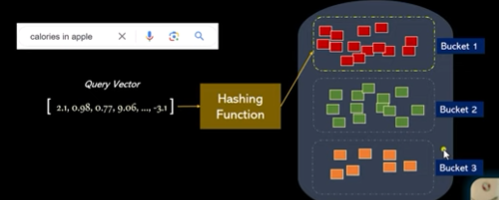 calories in apple
Query Vector
[ 2.1, 0.98, 0.77, 9.06, ..., -3.1 ]
Hashing
Function
Bucket 1
Bucket 2
Bucket 3